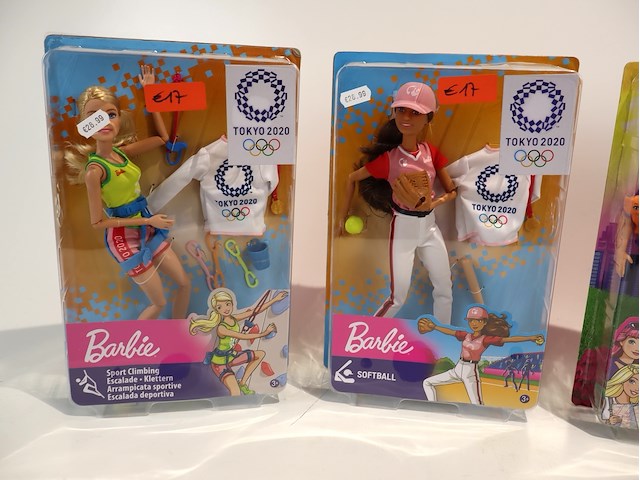 €26,99
€17
TOKYO 2020
TOKYO 2020
Barbie
Sport Climbing
Escalade - Klettern
Arrampicata sportive
Escalada deportiva
3+
€26,99
€17
TOKYO 2020
TOKYO 2020
Barbie
SOFTBALL
3+